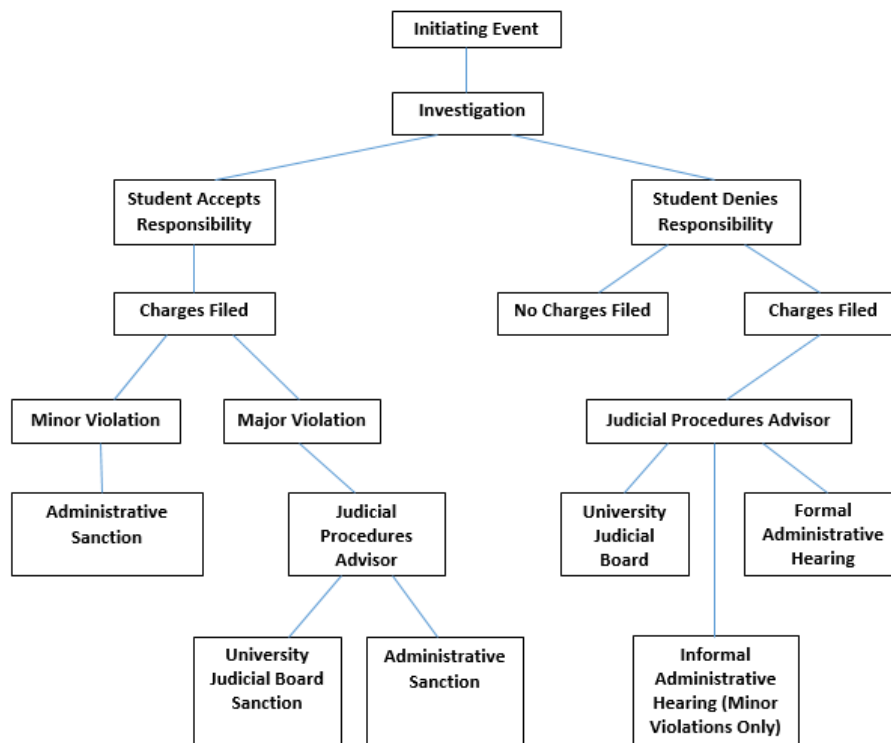 Initiating Event
Investigation
Student Accepts
Responsibility
Student Denies
Responsibility
Charges Filed
No Charges Filed
Charges Filed
Minor Violation
Major Violation
Judicial Procedures Advisor
Administrative
Sanction
Judicial
Procedures
Advisor
University
Judicial
Board
Formal
Administrative
Hearing
University
Judicial Board
Sanction
Administrative
Sanction
Informal
Administrative
Hearing (Minor
Violations Only)